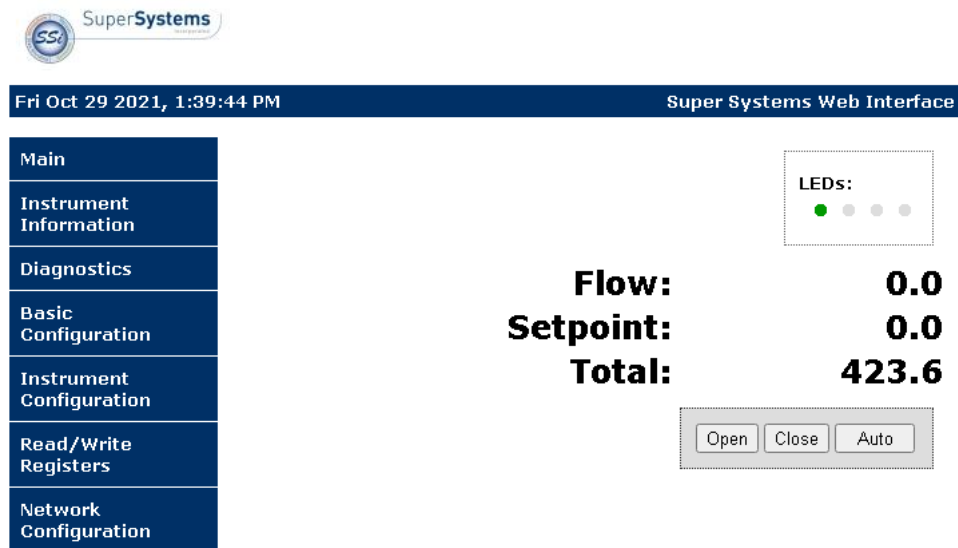 SSi
SuperSystems
incorporated
Fri Oct 29 2021, 1:39:44 PM
Super Systems Web Interface
Main
Instrument
Information
Diagnostics
Basic
Configuration
Instrument
Configuration
Read/Write
Registers
Network
Configuration
LEDs:
Flow: 0.0
Setpoint: 0.0
Total: 423.6
Open Close Auto